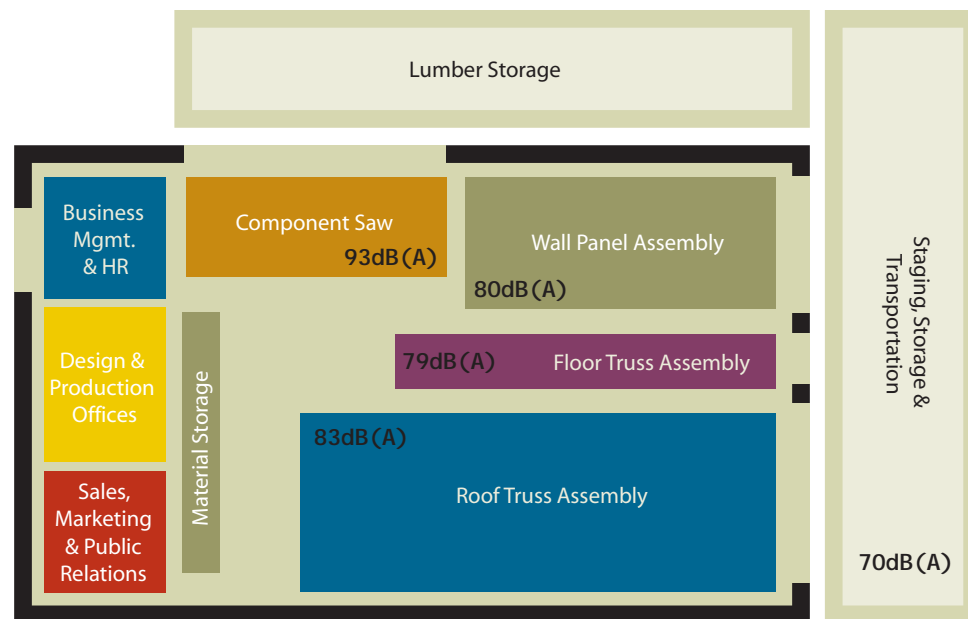 Lumber Storage
Business
Mgmt.
& HR
Component Saw
93dB(A)
Wall Panel Assembly
80dB(A)
Design &
Production
Offices
Material Storage
79dB(A)
Floor Truss Assembly
83dB(A)
Roof Truss Assembly
Sales,
Marketing
& Public
Relations
Staging, Storage &
Transportation
70dB(A)